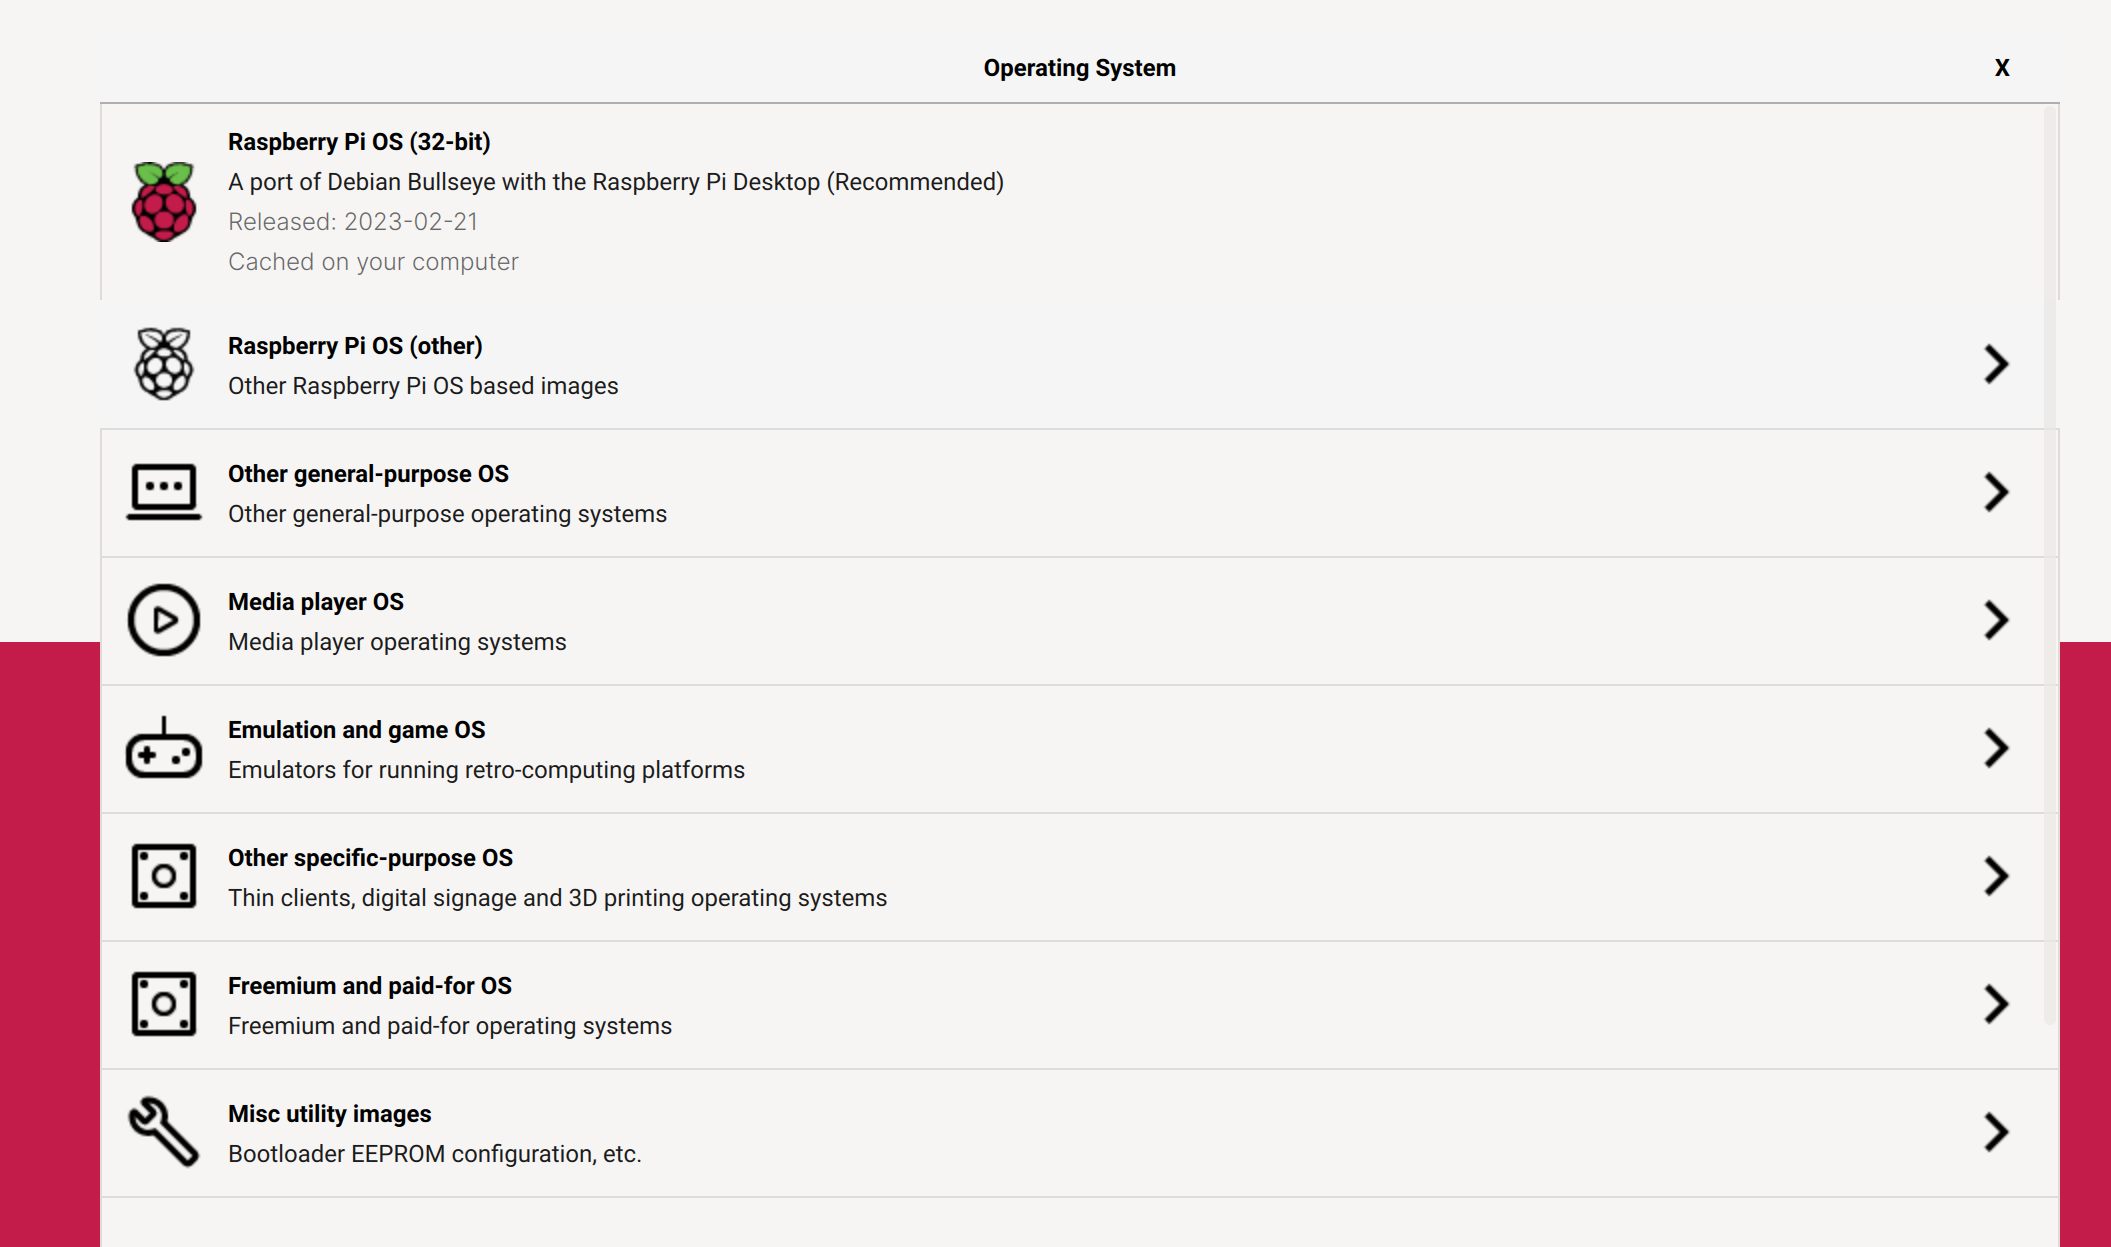 Operating System
X
Raspberry Pi OS (32-bit)
A port of Debian Bullseye with the Raspberry Pi Desktop (Recommended)
Released: 2023-02-21
Cached on your computer
Raspberry Pi OS (other)
Other Raspberry Pi OS based images
Other general-purpose OS
Other general-purpose operating systems
Media player OS
Media player operating systems
Emulation and game OS
Emulators for running retro-computing platforms
Other specific-purpose OS
Thin clients, digital signage and 3D printing operating systems
Freemium and paid-for OS
Freemium and paid-for operating systems
Misc utility images
Bootloader EEPROM configuration, etc.